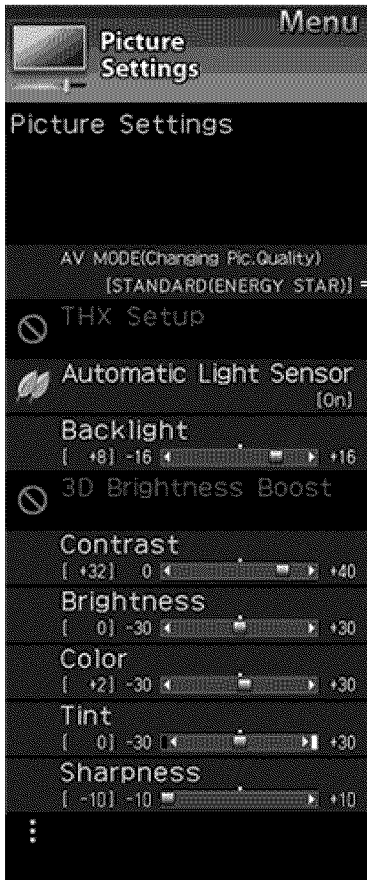 Menu
Picture
Settings
Picture Settings
AV MODE(Changing Pic.Quality)
[STANDARD(ENERGY STAR)]
THX Setup
Automatic Light Sensor
[On]
Backlight
[ +8] -16 +16
3D Brightness Boost
Contrast
[ +32] 0 +40
Brightness
[ 0] -30 +30
Color
[ +2] -30 +30
Tint
[ 0] -30 +30
Sharpness
[ -10] -10 +10